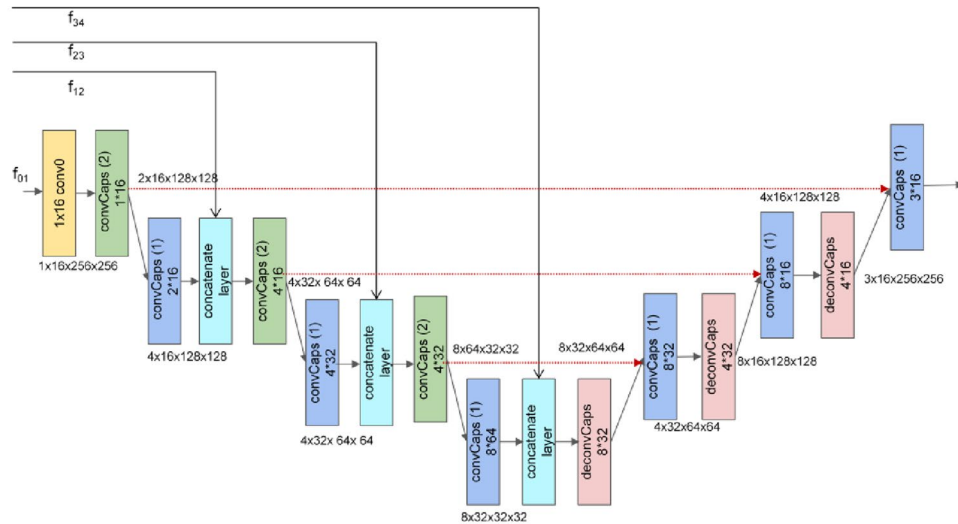 f34
f23
f12
f01
1x16 conv0
convCaps (2)
1*16
2x16x128x128
1x16x256x256
convCaps (1)
2*16
concatenate
layer
convCaps (2)
4*16
4x32x 64x 64
4x16x128x128
convCaps (1)
4*32
concatenate
layer
convCaps (2)
4*32
8x64x32x32
4x32x 64x 64
convCaps (1)
8*64
concatenate
layer
deconvCaps
8*32
8x32x32x32
8x32x64x64
convCaps (1)
8*32
deconvCaps
4*32
4x32x64x64
8x16x128x128
4x16x128x128
convCaps (1)
8*16
deconvCaps
4*16
3x16x256x256
convCaps (1)
3*16